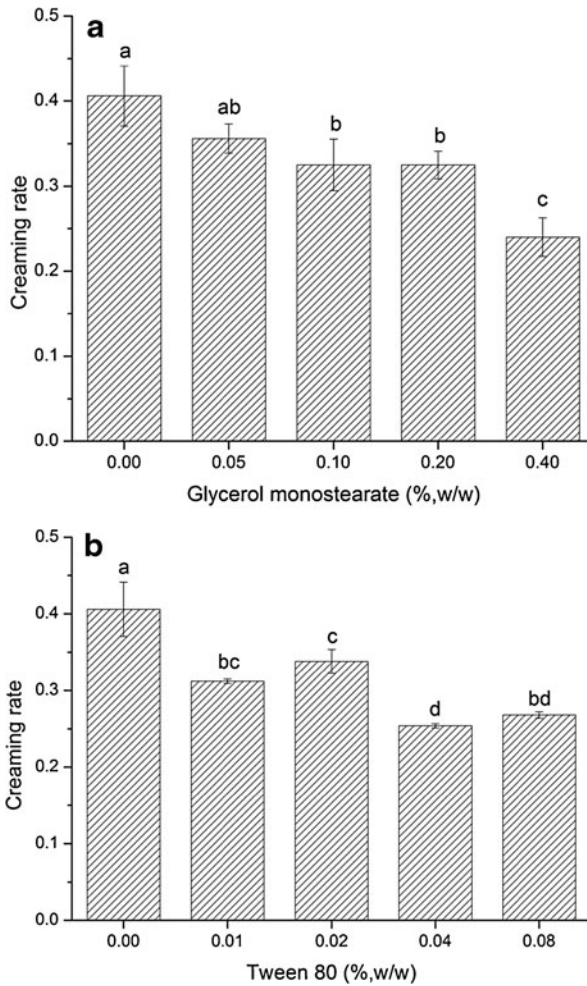 a
0.5
0.4
0.3
0.2
0.1
0.0
Creaming rate
a
ab
b
b
c
0.00 0.05 0.10 0.20 0.40
Glycerol monostearate (%,w/w)
b
0.5
0.4
0.3
0.2
0.1
0.0
Creaming rate
a
bc
c
d
bd
0.00 0.01 0.02 0.04 0.08
Tween 80 (%,w/w)